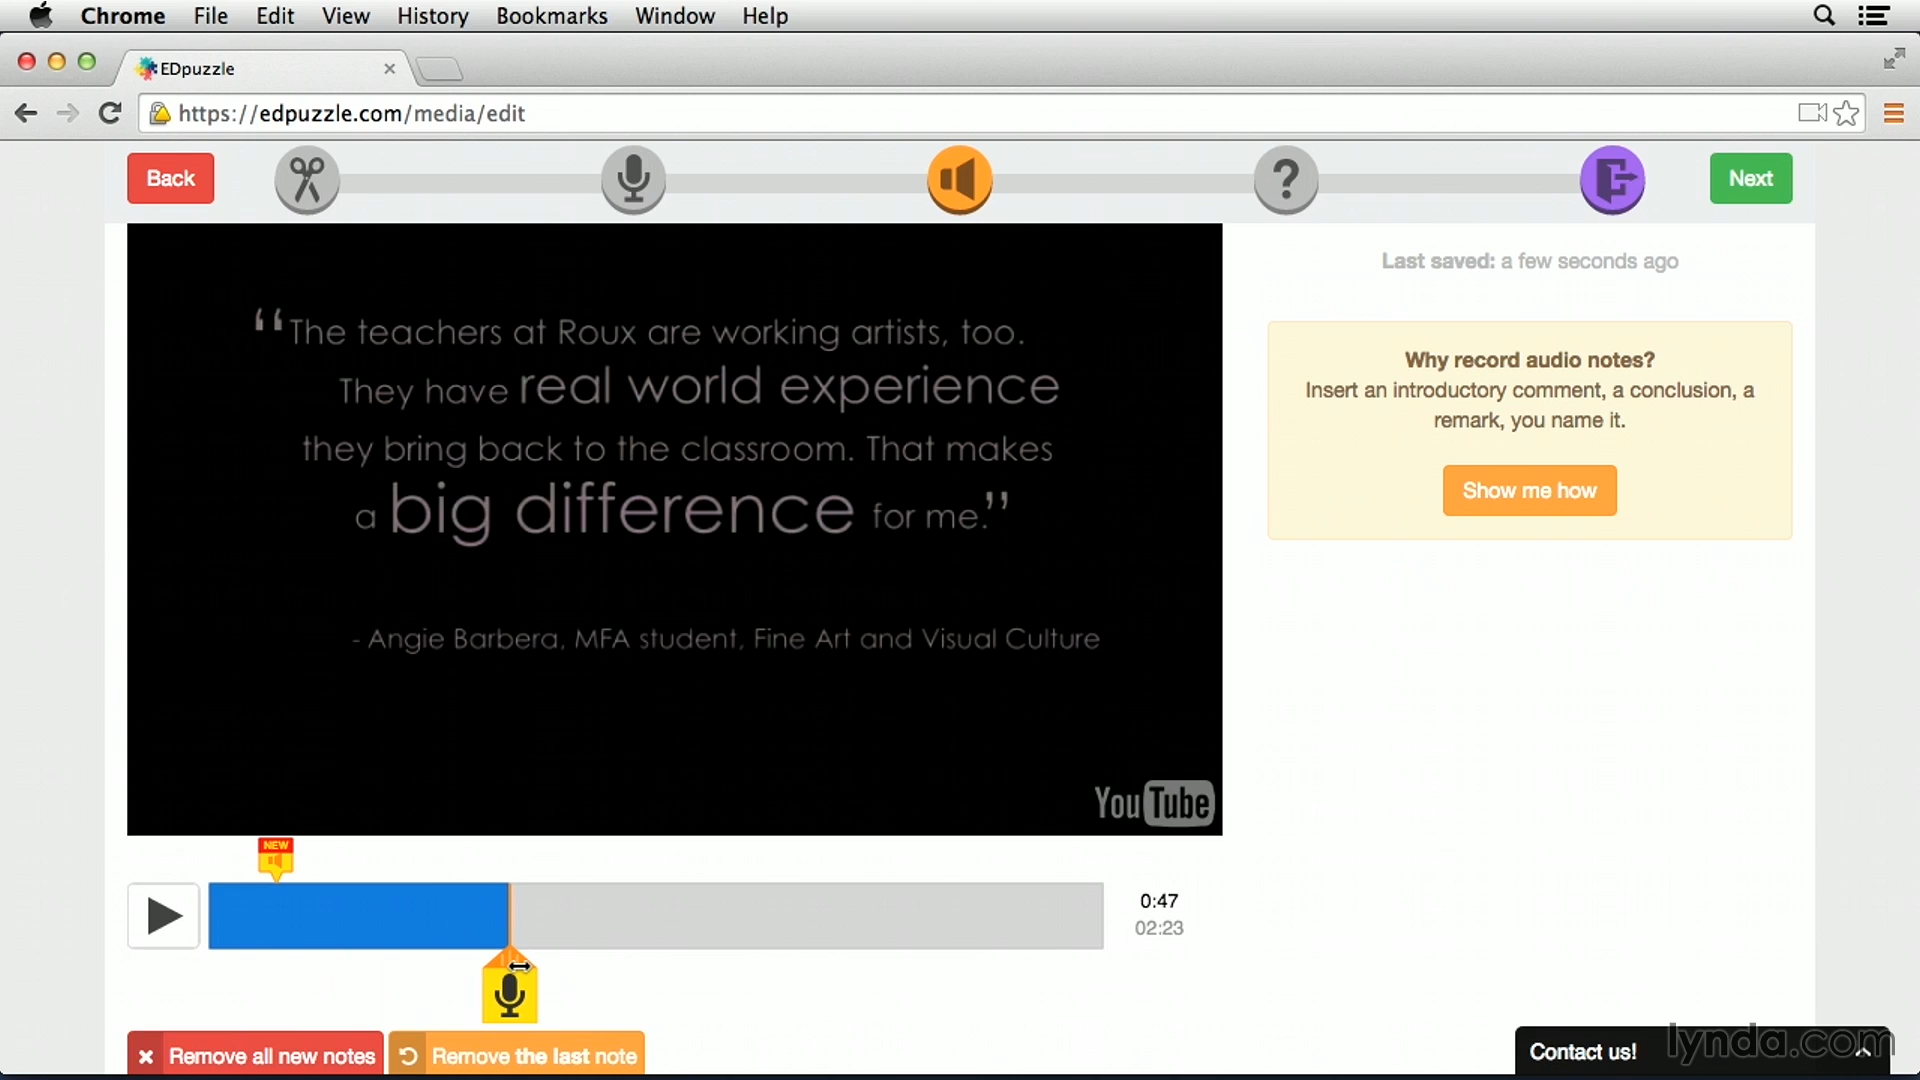 Chrome File Edit View History Bookmarks Window Help
EDpuzzle
https://edpuzzle.com/media/edit
Back
?
Next
Last saved: a few seconds ago
“The teachers at Roux are working artists, too.
They have real world experience
they bring back to the classroom. That makes
a big difference for me.”
- Angie Barbera, MFA student, Fine Art and Visual Culture
YouTube
Why record audio notes?
Insert an introductory comment, a conclusion, a
remark, you name it.
Show me how
NEW
0:47
02:23
Remove all new notes
Remove the last note
Contact us!
lynda.com